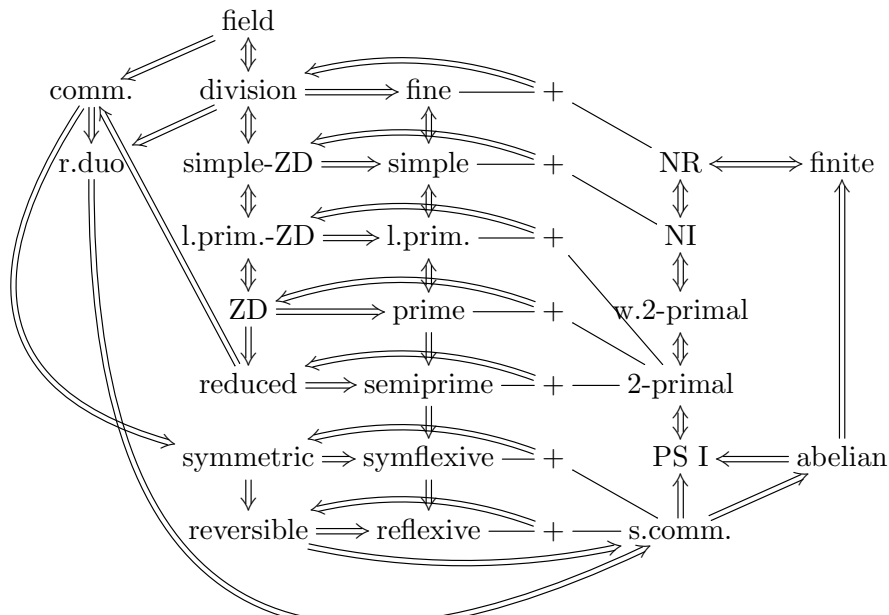 field
comm. division fine +
r.duo simple-ZD simple + NR finite
l.prim.-ZD l.prim. + NI
ZD prime + w.2-primal
reduced semiprime + 2-primal
symmetric symflexive + PS I abelian
reversible reflexive + s.comm.